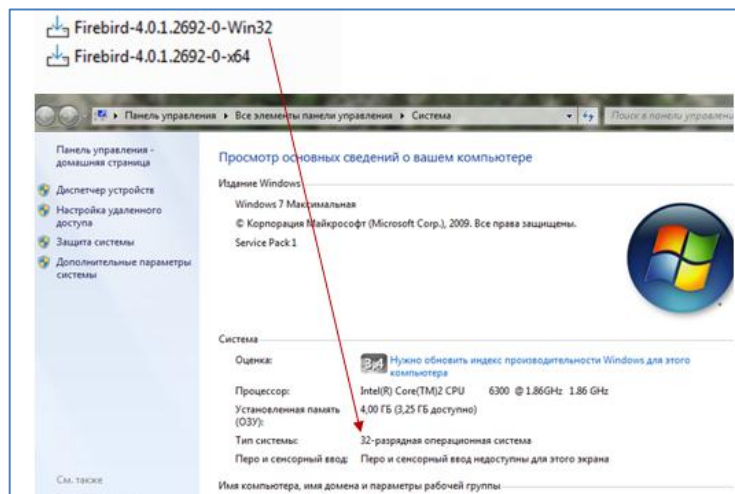 Firebird-4.0.1.2692-0-Win32
Firebird-4.0.1.2692-0-x64
Панель управления ▸ Все элементы панели управления ▸ Система
Поиск в панели управлени
Панель управления -
домашняя страница
Диспетчер устройств
Настройка удаленного
доступа
Защита системы
Дополнительные параметры
системы
См. также
Просмотр основных сведений о вашем компьютере
Издание Windows
Windows 7 Максимальная
© Корпорация Майкрософт (Microsoft Corp.), 2009. Все права защищены.
Service Pack 1
Система
Оценка: 3,4 Нужно обновить индекс производительности Windows для этого
компьютера
Процессор: Intel(R) Core(TM)2 CPU 6300 @ 1.86GHz 1.86 GHz
Установленная память 4,00 ГБ (3,25 ГБ доступно)
(ОЗУ):
Тип системы: 32-разрядная операционная система
Перо и сенсорный ввод: Перо и сенсорный ввод недоступны для этого экрана
Имя компьютера, имя домена и параметры рабочей группы